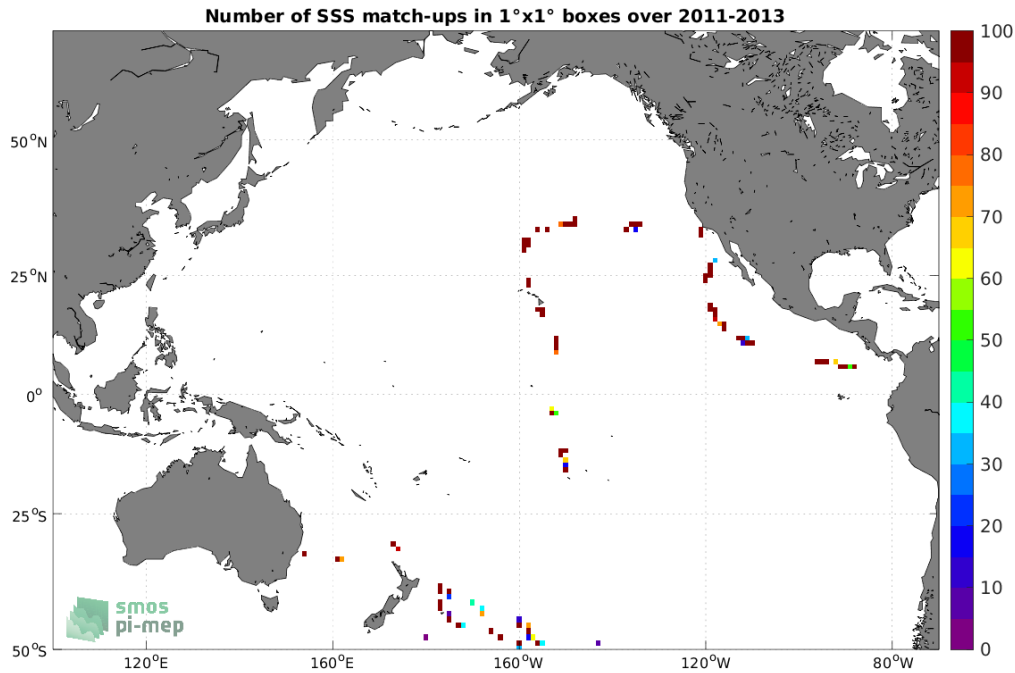 Number of SSS match-ups in 1°x1° boxes over 2011-2013
100
90
80
70
60
50
40
30
20
10
0
50°N
25°N
0°
25°S
50°S
120°E
160°E
160°W
120°W
80°W
smos
pi-mep